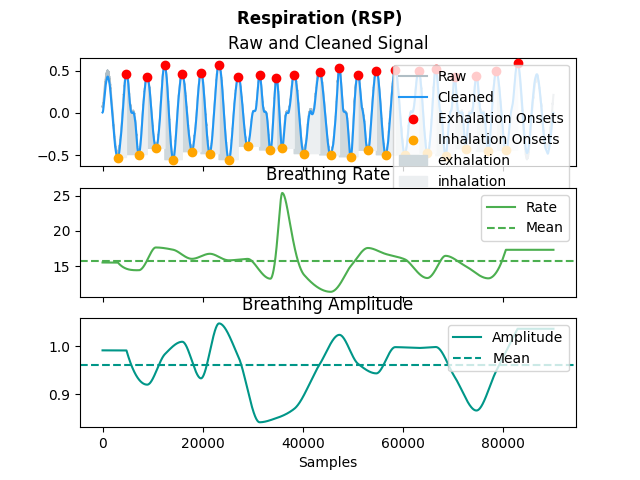 Respiration (RSP)
Raw and Cleaned Signal
0.5
0.0
−0.5
Raw
Cleaned
Exhalation Onsets
Inhalation Onsets
exhalation
inhalation
Breathing Rate
25
20
15
Rate
Mean
Breathing Amplitude
1.0
0.9
Amplitude
Mean
0 20000 40000 60000 80000
Samples